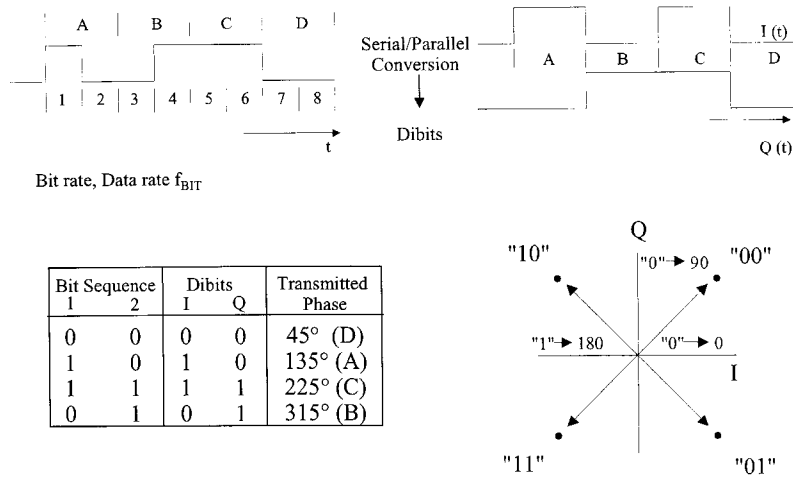 A B C D
1 2 3 4 5 6 7 8
t
Bit rate, Data rate fBIT
Serial/Parallel
Conversion
Dibits
I (t)
A B C D
Q (t)
Bit Sequence Dibits Transmitted
1 2 I Q Phase
0 0 0 0 45° (D)
1 0 1 0 135° (A)
1 1 1 1 225° (C)
0 1 0 1 315° (B)
Q
"10" "0"→ 90 "00"
"1"→ 180 "0"→ 0
I
"11" "01"